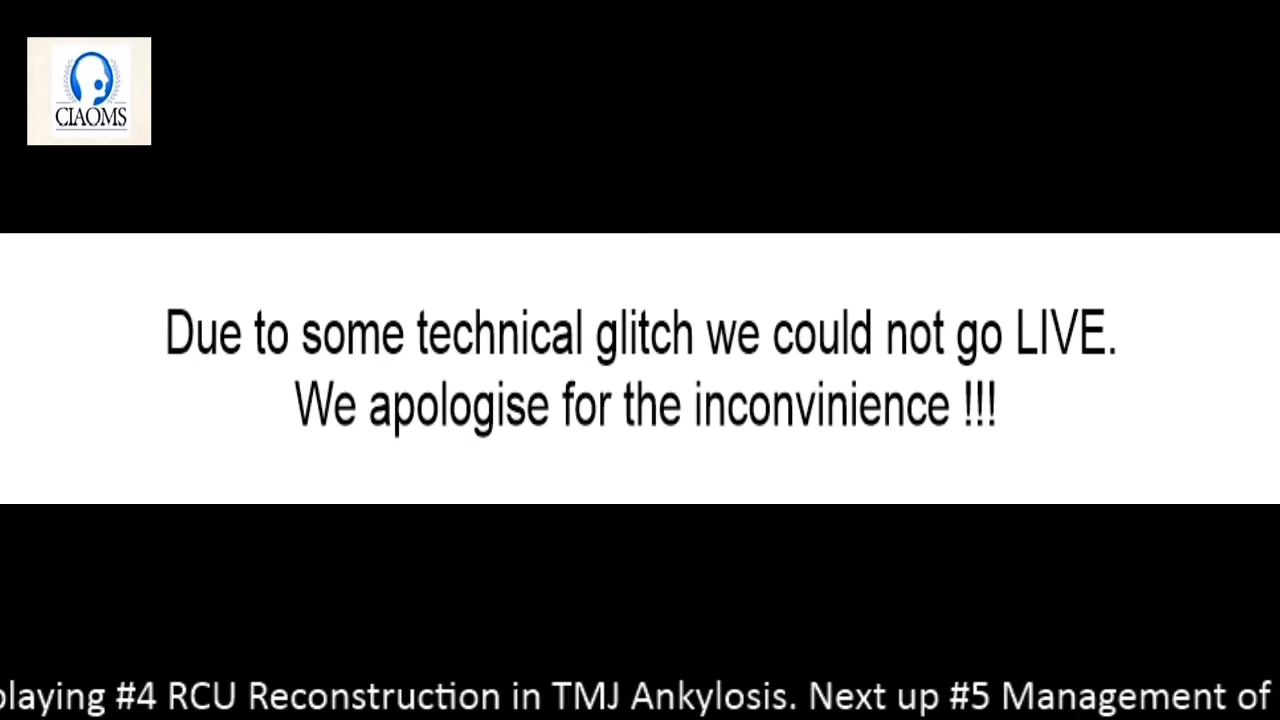 CIAOMS
Due to some technical glitch we could not go LIVE.
We apologise for the inconvinience !!!
playing #4 RCU Reconstruction in TMJ Ankylosis. Next up #5 Management of